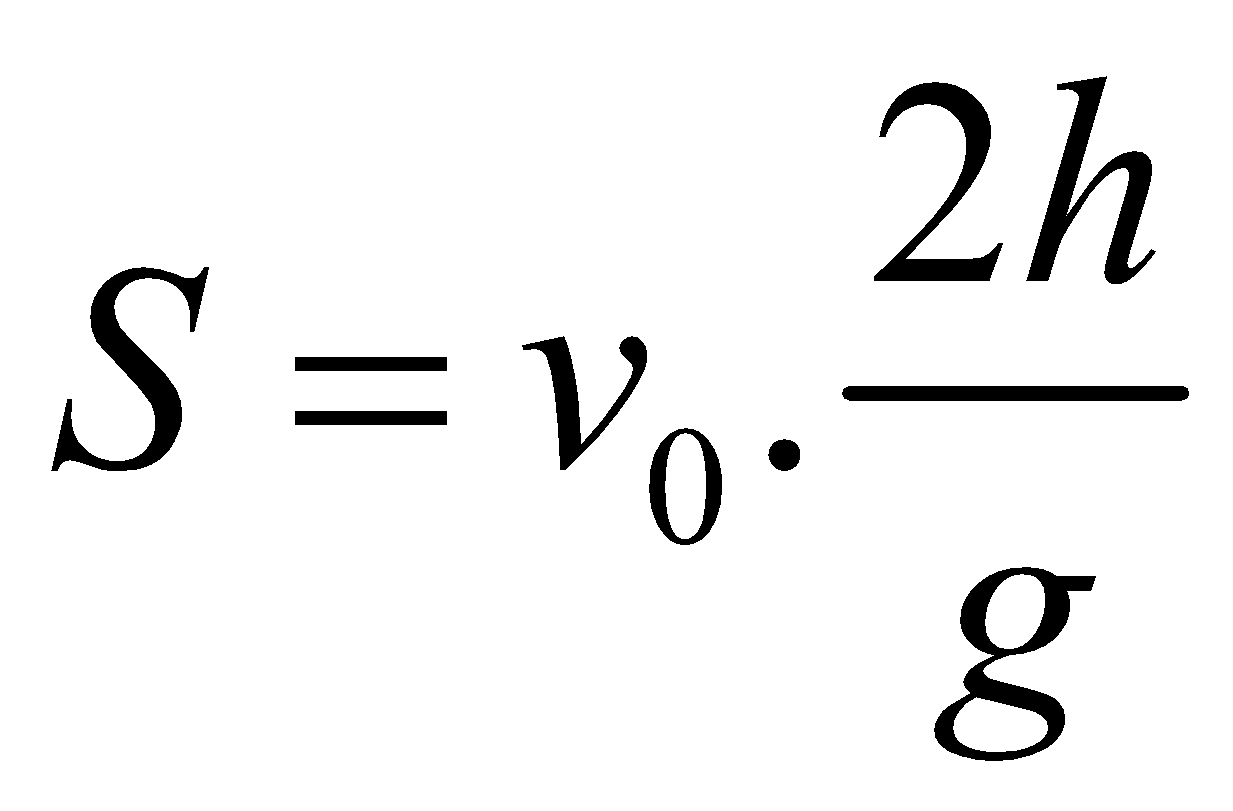 S = v₀ . 2h/g